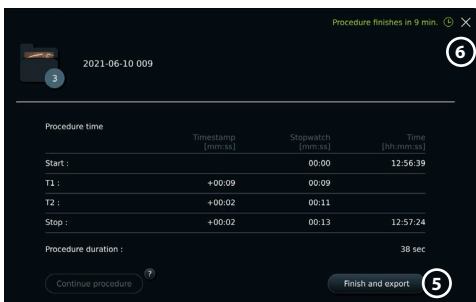 Procedure finishes in 9 min.
6
3
2021-06-10 009
Procedure time
Timestamp [mm:ss] Stopwatch [mm:ss] Time [hh:mm:ss]
Start : 00:00 12:56:39
T1 : +00:09 00:09
T2 : +00:02 00:11
Stop : +00:02 00:13 12:57:24
Procedure duration : 38 sec
Continue procedure ? Finish and export 5